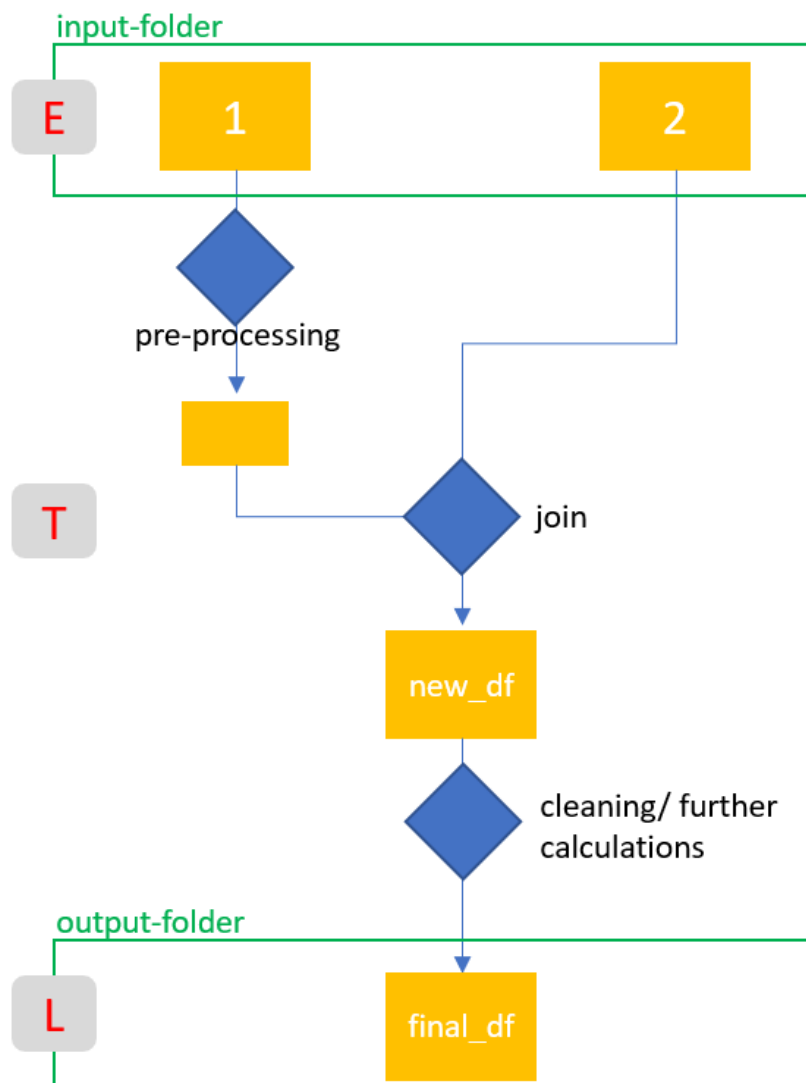 input-folder
E
1
2
pre-processing
T
join
new_df
cleaning/ further
calculations
output-folder
L
final_df